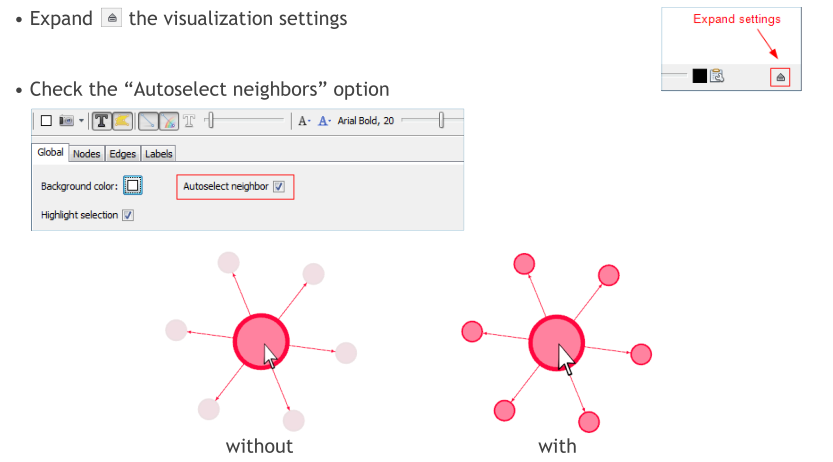 • Expand the visualization settings
Expand settings
• Check the “Autoselect neighbors” option
T T A- A- Arial Bold, 20
Global Nodes Edges Labels
Background color: Autoselect neighbor
Highlight selection
without with